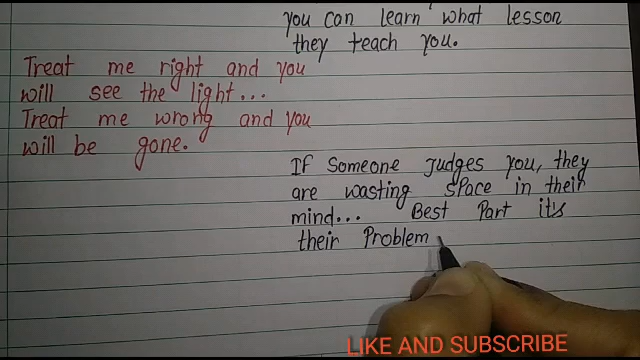 you can learn what lesson
they teach you.
Treat me right and you
will see the light...
Treat me wrong and you
will be gone.
If someone judges you, they
are wasting space in their
mind... Best Part it's
their Problem
LIKE AND SUBSCRIBE